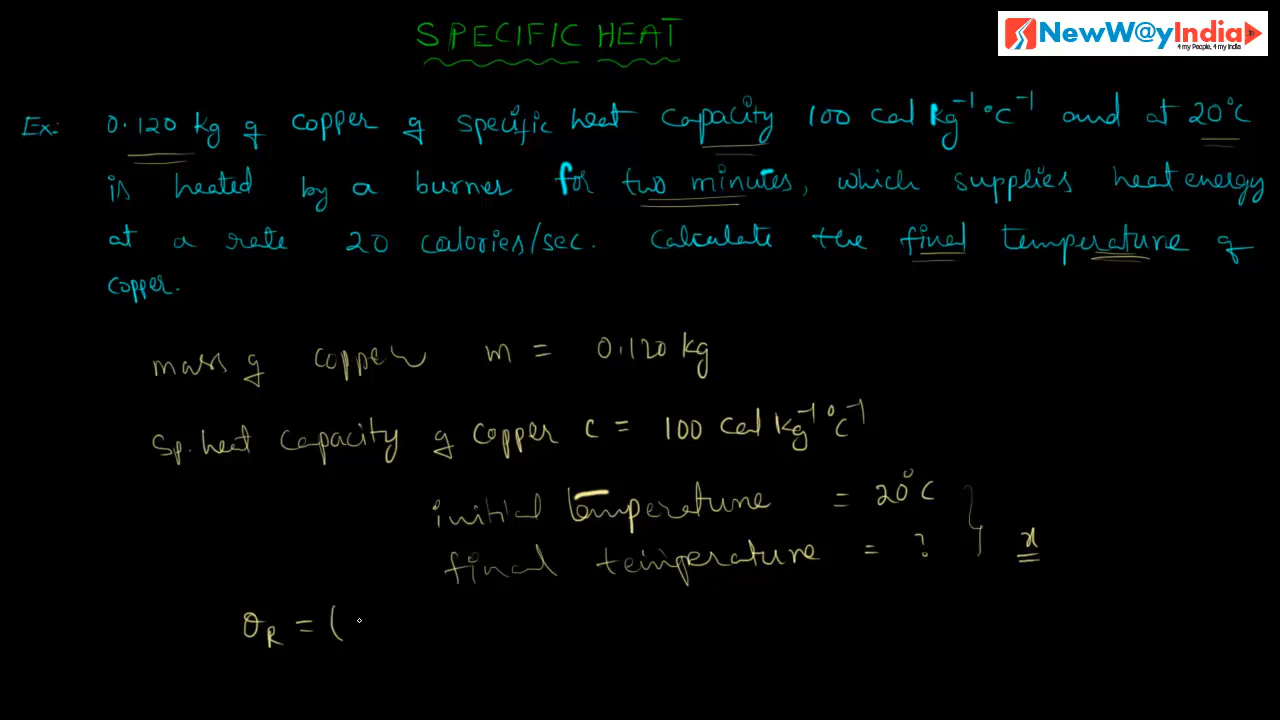 SPECIFIC HEAT
NewW@yIndia.in
4 my People, 4 my India
Ex: 0.120 kg of copper of specific heat capacity 100 cal kg⁻¹ °C⁻¹ and at 20°C
is heated by a burner for two minutes, which supplies heat energy
at a rate 20 calories/sec. Calculate the final temperature of
copper.
mass of copper m = 0.120 kg
Sp. heat capacity of copper c = 100 cal kg⁻¹ °C⁻¹
initial temperature = 20°C
final temperature = ? } x
θR = (